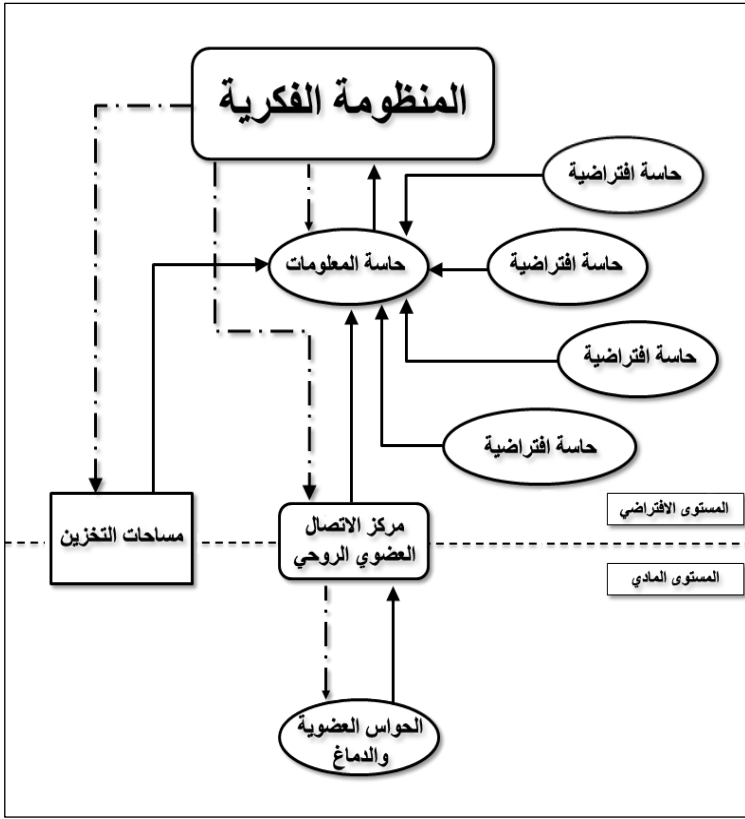 المنظومة الفكرية
حاسة افتراضية
حاسة المعلومات
حاسة افتراضية
حاسة افتراضية
حاسة افتراضية
المستوى الافتراضي
مساحات التخزين
مركز الاتصال
العضوي الروحي
المستوى المادي
الحواس العضوية
والدماغ